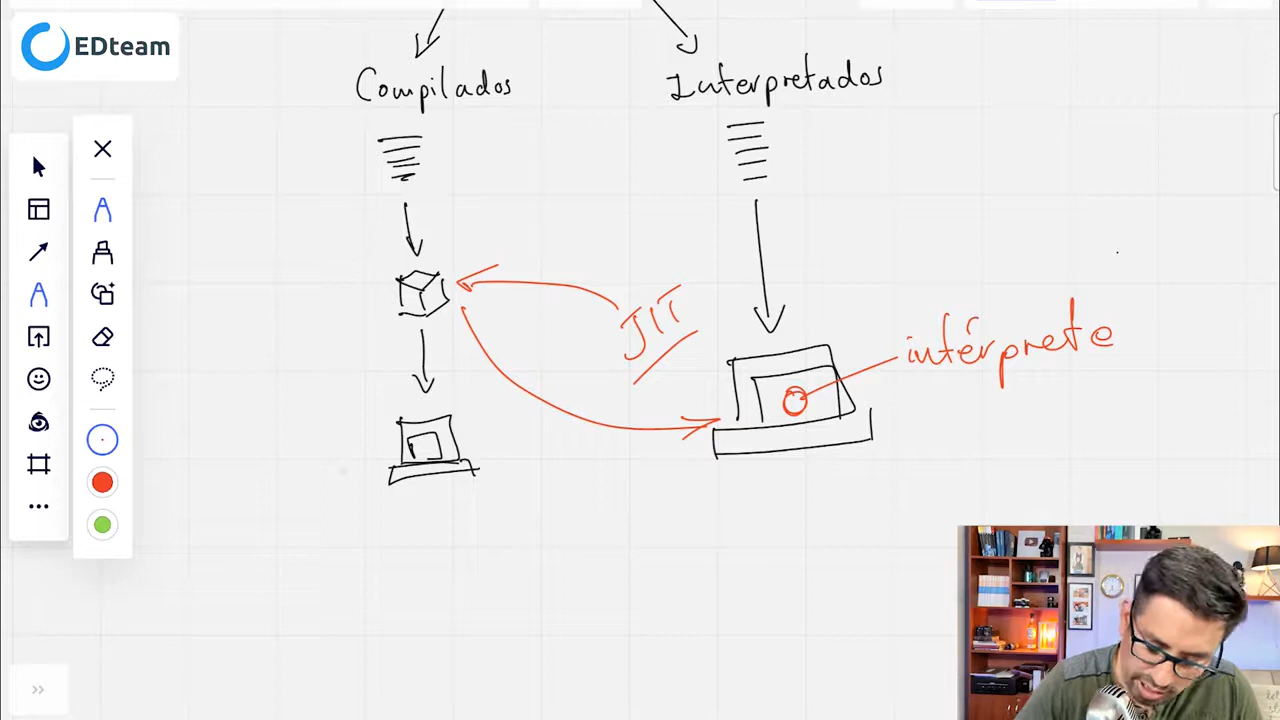 EDteam
Compilados
Interpretados
JIT
intérprete